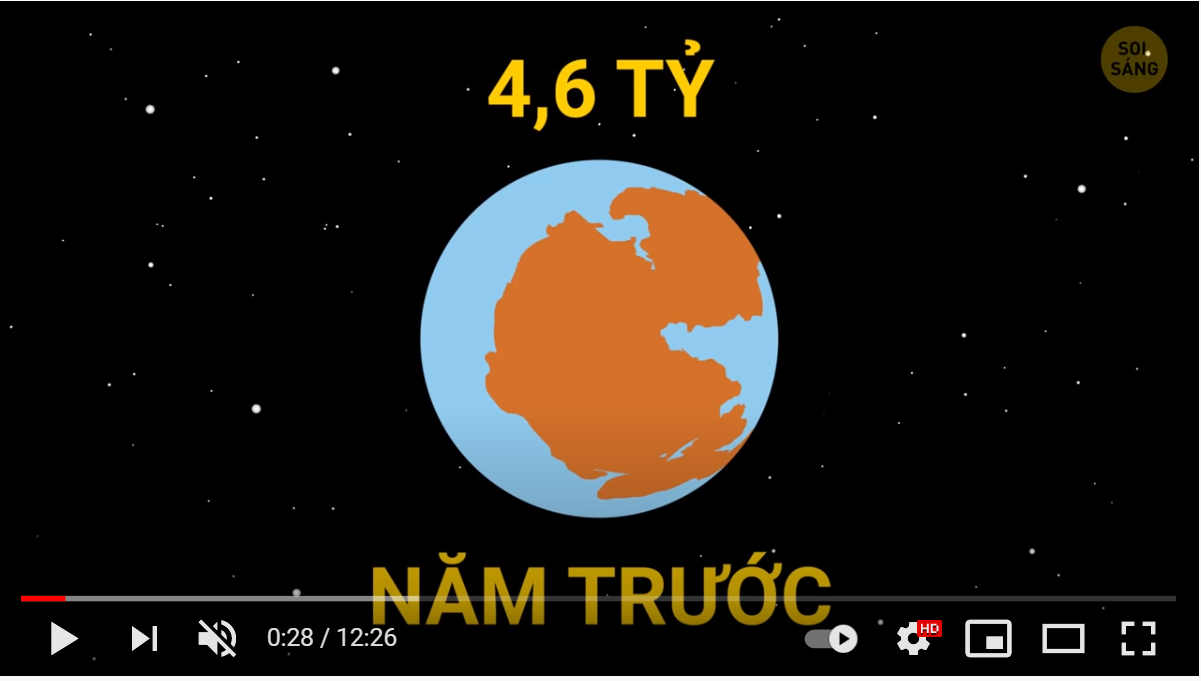 4,6 TỶ
SOI
SÁNG
NĂM TRƯỚC
0:28 / 12:26
HD